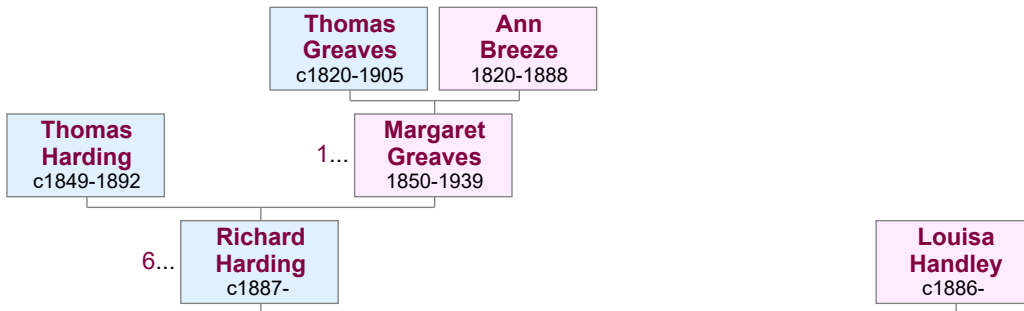 Thomas
Greaves
c1820-1905
Ann
Breeze
1820-1888
Thomas
Harding
c1849-1892
1...
Margaret
Greaves
1850-1939
6...
Richard
Harding
c1887-
Louisa
Handley
c1886-